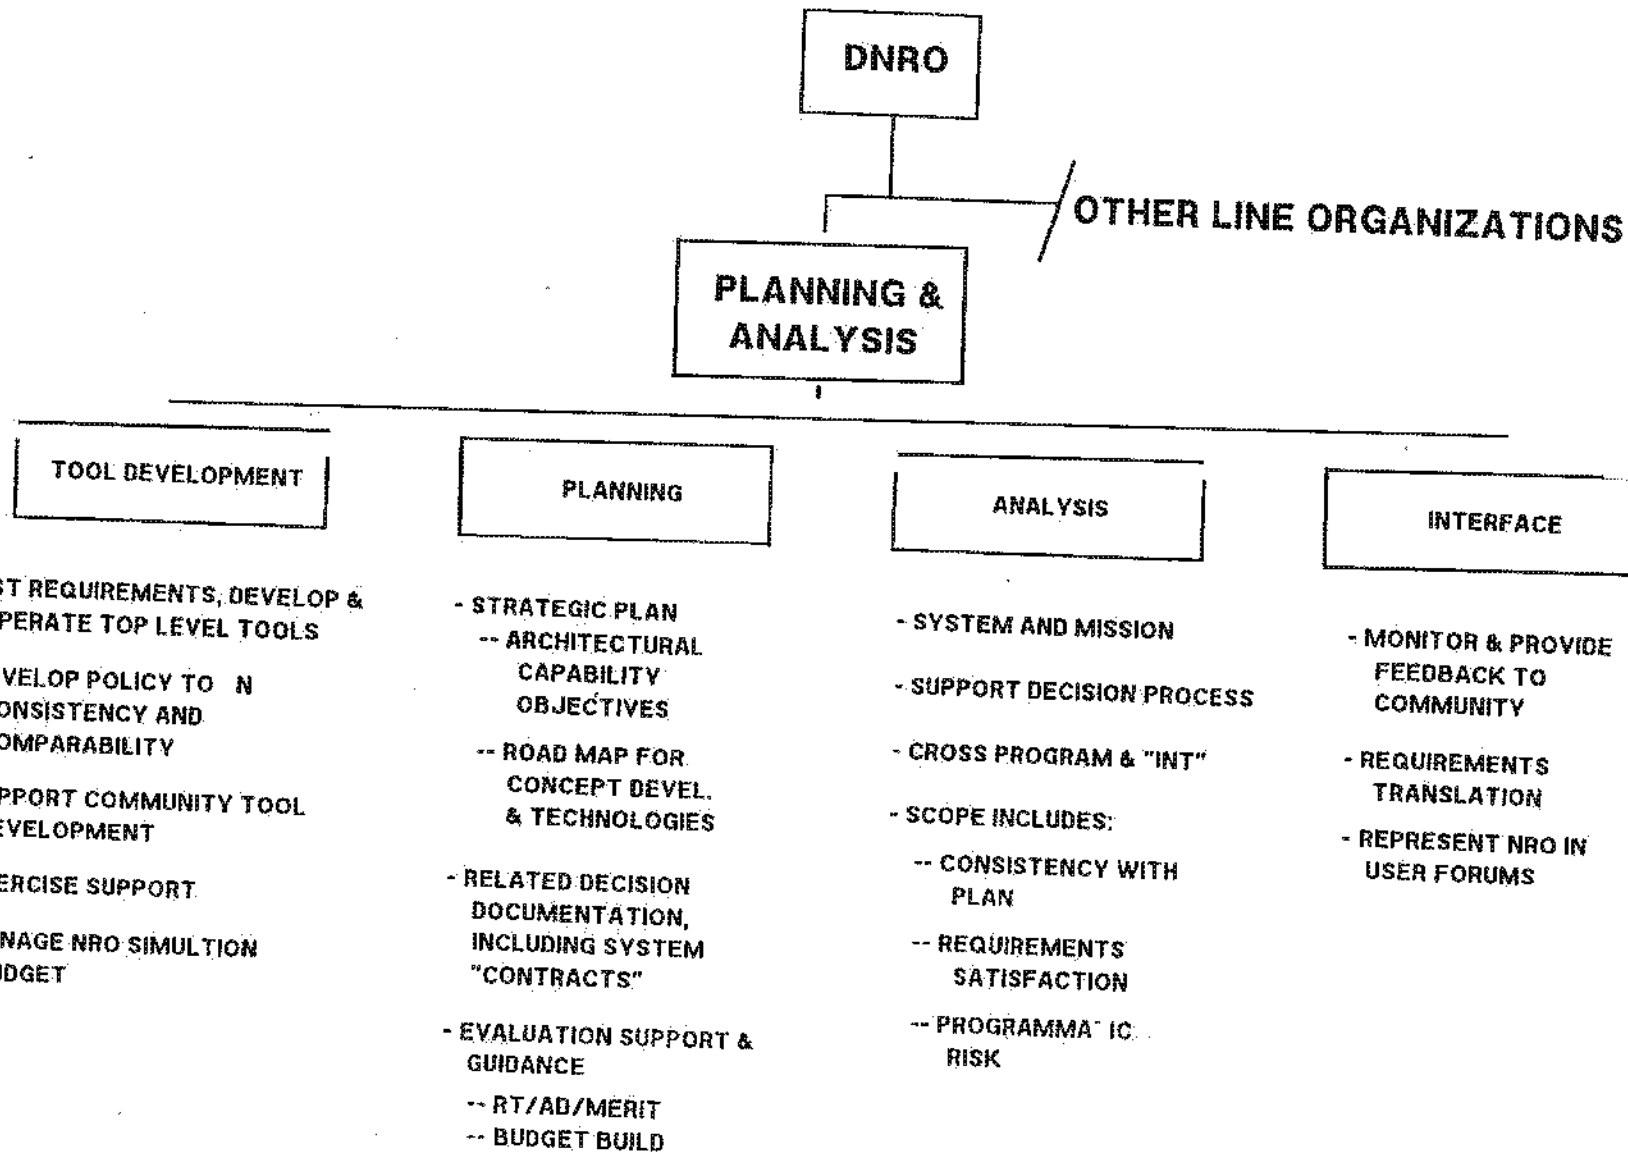 DNRO
OTHER LINE ORGANIZATIONS
PLANNING &
ANALYSIS
TOOL DEVELOPMENT
ST REQUIREMENTS, DEVELOP &
PERATE TOP LEVEL TOOLS
VELOP POLICY TO N
ONSISTENCY AND
OMPARABILITY
PPORT COMMUNITY TOOL
EVELOPMENT
ERCISE SUPPORT
NAGE NRO SIMULTION
UDGET
PLANNING
- STRATEGIC PLAN
-- ARCHITECTURAL
CAPABILITY
OBJECTIVES
-- ROAD MAP FOR
CONCEPT DEVEL.
& TECHNOLOGIES
- RELATED DECISION
DOCUMENTATION,
INCLUDING SYSTEM
"CONTRACTS"
- EVALUATION SUPPORT &
GUIDANCE
-- RT/AD/MERIT
-- BUDGET BUILD
ANALYSIS
- SYSTEM AND MISSION
- SUPPORT DECISION PROCESS
- CROSS PROGRAM & "INT"
- SCOPE INCLUDES:
-- CONSISTENCY WITH
PLAN
-- REQUIREMENTS
SATISFACTION
-- PROGRAMMATIC
RISK
INTERFACE
- MONITOR & PROVIDE
FEEDBACK TO
COMMUNITY
- REQUIREMENTS
TRANSLATION
- REPRESENT NRO IN
USER FORUMS